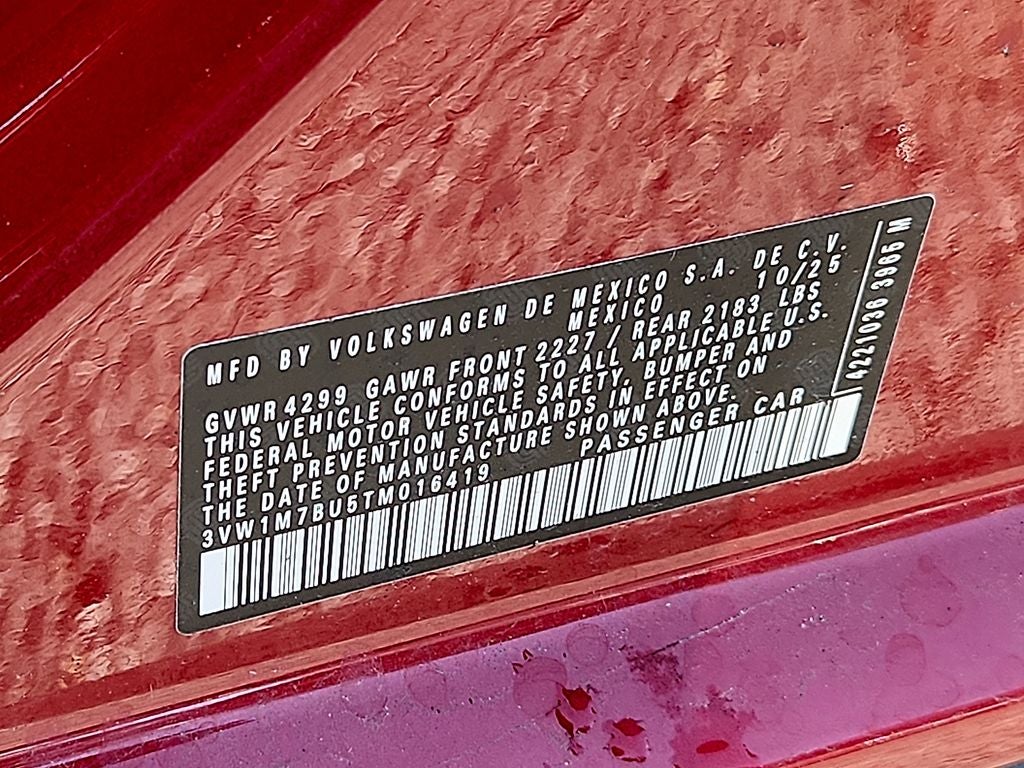 MFD BY VOLKSWAGEN DE MEXICO S.A. DE C.V.
MEXICO 10/25
GVWR 4299 GAWR FRONT 2227 / REAR 2183 LBS
THIS VEHICLE CONFORMS TO ALL APPLICABLE U.S.
FEDERAL MOTOR VEHICLE SAFETY, BUMPER AND
THEFT PREVENTION STANDARDS IN EFFECT ON
THE DATE OF MANUFACTURE SHOWN ABOVE.
3VW1M7BU5TM016419 PASSENGER CAR
4221036 3965 M